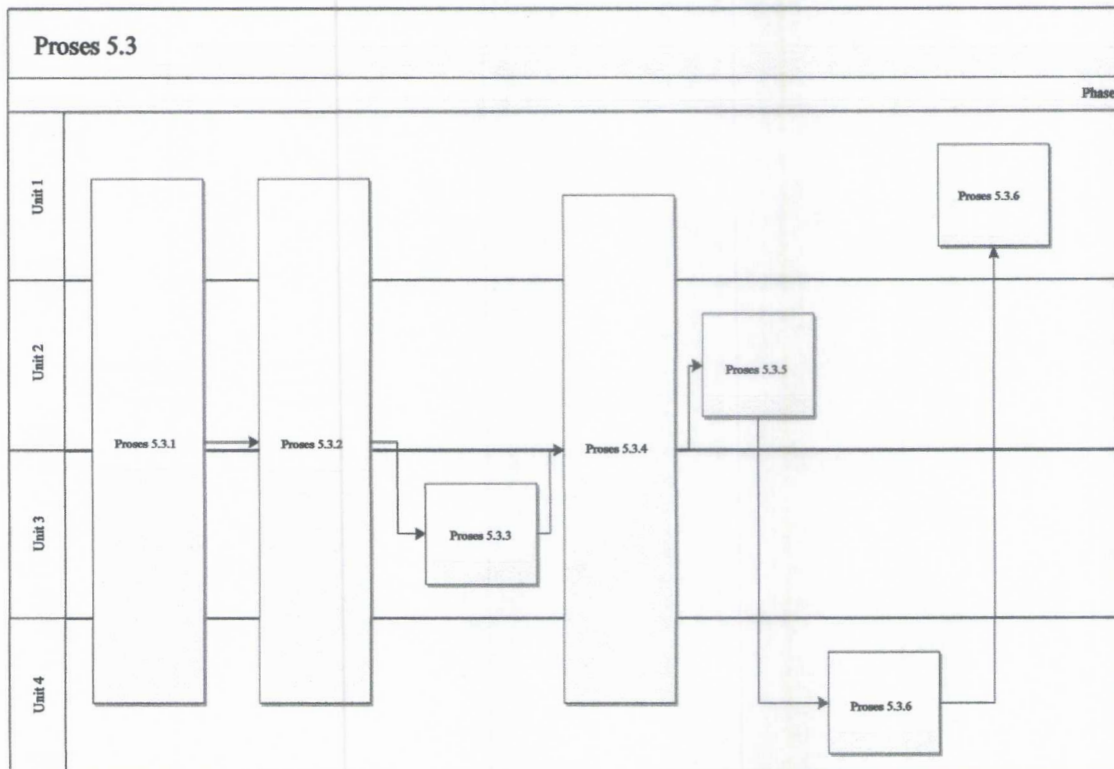 Proses 5.3
Phase
Unit 1
Proses 5.3.6
Unit 2
Proses 5.3.5
Proses 5.3.1
Proses 5.3.2
Proses 5.3.4
Unit 3
Proses 5.3.3
Unit 4
Proses 5.3.6